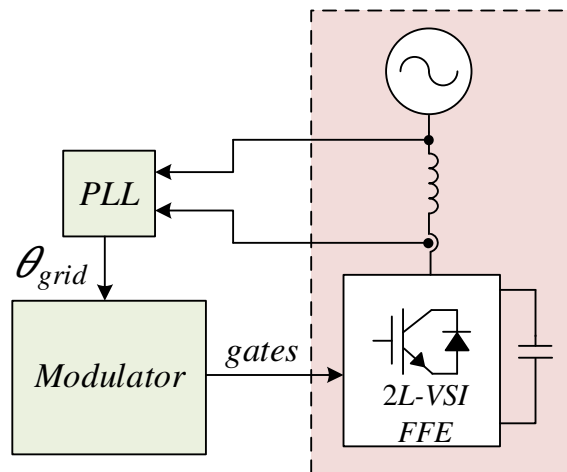 PLL
θgrid
Modulator
gates
2L-VSI
FFE